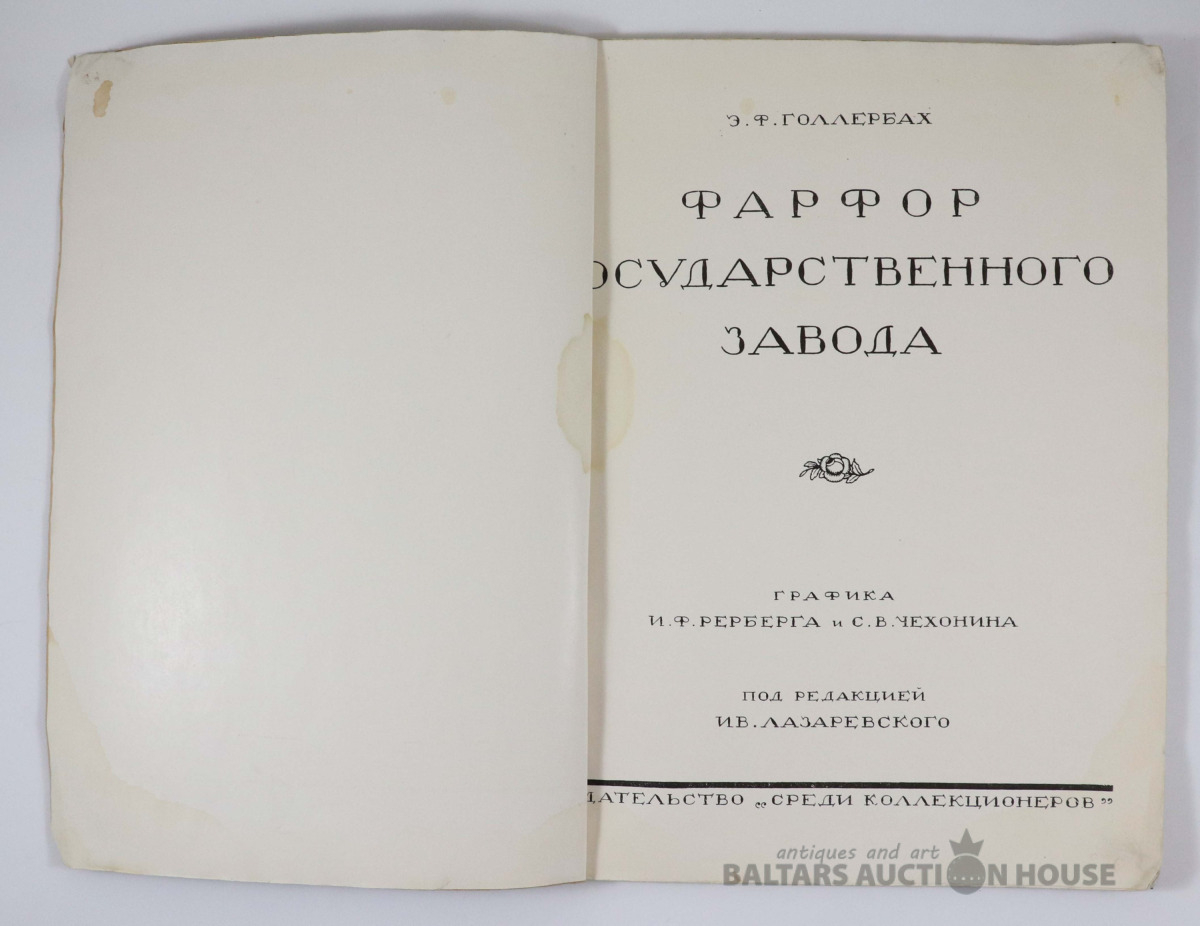 Э.Ф.ГОЛЛЕРБАХ
ФАРФОР
ОСУДАРСТВЕННОГО
ЗАВОДА
ГРАФИКА
И.Ф.РЕРБЕРГА и С.В.ЧЕХОНИНА
ПОД РЕДАКЦИЕЙ
ИВ.ЛАЗАРЕВСКОГО
ДАТЕЛЬСТВО „СРЕДИ КОЛЛЕКЦИОНЕРОВ”
antiques and art
BALTARS AUCTION HOUSE